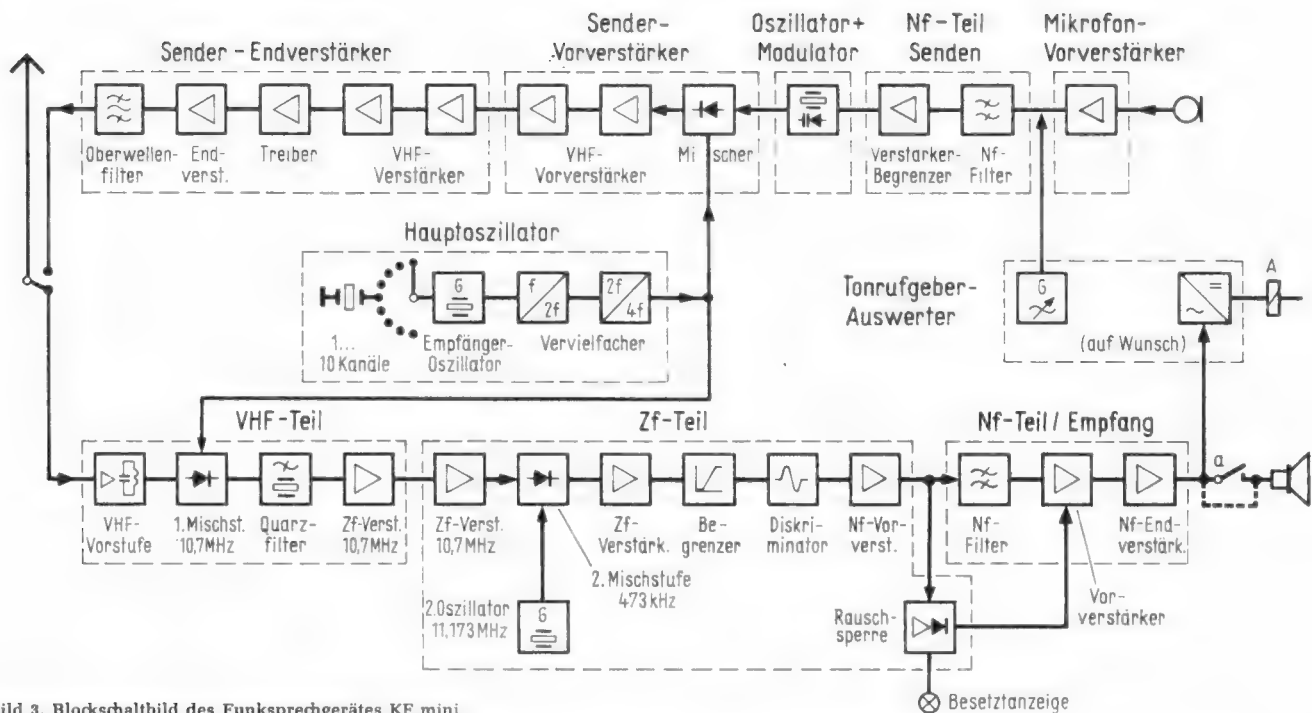 Sender - Endverstärker
Sender-
Vorverstärker
Oszillator+
Modulator
Nf-Teil
Senden
Mikrofon-
Vorverstärker
Oberwellen-
filter
End-
verst.
Treiber
VHF-
Verstärker
VHF-
Vorverstärker
Mischer
Verstärker-
Begrenzer
Nf-
Filter
Hauptoszillator
1...
10 Kanäle
G
Empfänger-
Oszillator
f
2f
2f
4f
Vervielfacher
Tonrufgeber-
Auswerter
G
(auf Wunsch)
A
VHF-Teil
Zf-Teil
Nf-Teil / Empfang
VHF-
Vorstufe
1. Mischst.
10,7MHz
Quarz-
filter
Zf-Verst.
10,7MHz
Zf-Verst.
10,7MHz
Zf-
Verstärk.
Be-
grenzer
Diskri-
minator
Nf-Vor-
verst.
Nf-
Filter
Nf-End-
verstärk.
a
2. Mischstufe
473 kHz
2. Oszillator
11,173 MHz
G
Rausch-
sperre
Vor-
verstärker
Besetztanzeige
ild 3. Blockschaltbild des Funksprechgerätes KF mini